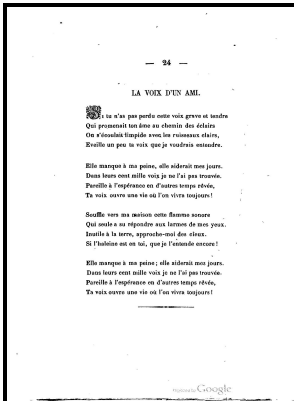 — 24 —
LA VOIX D'UN AMI.
Si tu n'as pas perdu cette voix grave et tendre
Qui promenait ton âme au chemin des éclairs
Ou s'écoulait limpide avec les ruisseaux clairs,
Eveille un peu ta voix que je voudrais entendre.
Elle manque à ma peine, elle aiderait mes jours.
Dans leurs cent mille voix je ne l'ai pas trouvée.
Pareille à l'espérance en d'autres temps rêvée,
Ta voix ouvre une vie où l'on vivra toujours!
Souffle vers ma maison cette flamme sonore
Qui seule a su répondre aux larmes de mes yeux.
Inutile à la terre, approche-moi des cieux.
Si l'haleine est en toi, que je l'entende encore!
Elle manque à ma peine; elle aiderait mes jours.
Dans leurs cent mille voix je ne l'ai pas trouvée.
Pareille à l'espérance en d'autres temps rêvée,
Ta voix ouvre une vie où l'on vivra toujours!
Digitized by Google